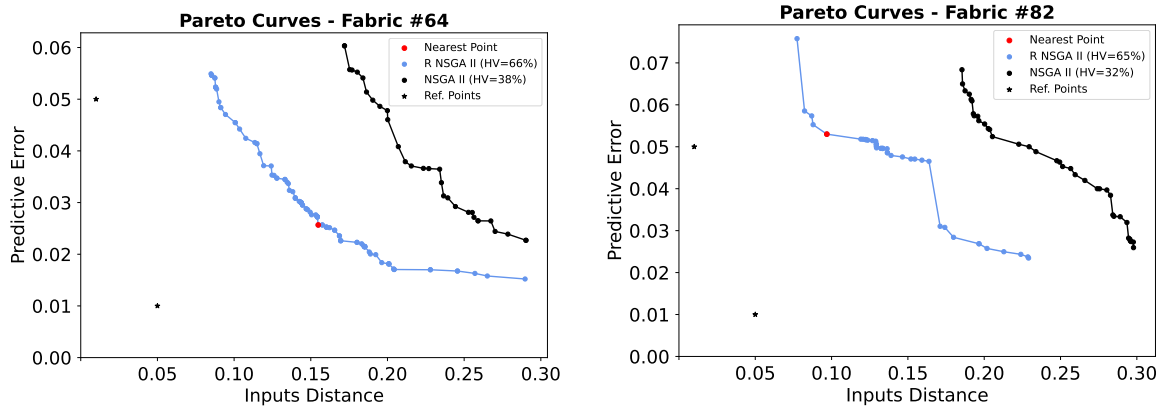 Pareto Curves - Fabric #64
Predictive Error
0.06
0.05
0.04
0.03
0.02
0.01
0.00
Nearest Point
R NSGA II (HV=66%)
NSGA II (HV=38%)
Ref. Points
0.05 0.10 0.15 0.20 0.25 0.30
Inputs Distance
Pareto Curves - Fabric #82
Predictive Error
0.07
0.06
0.05
0.04
0.03
0.02
0.01
0.00
Nearest Point
R NSGA II (HV=65%)
NSGA II (HV=32%)
Ref. Points
0.05 0.10 0.15 0.20 0.25 0.30
Inputs Distance